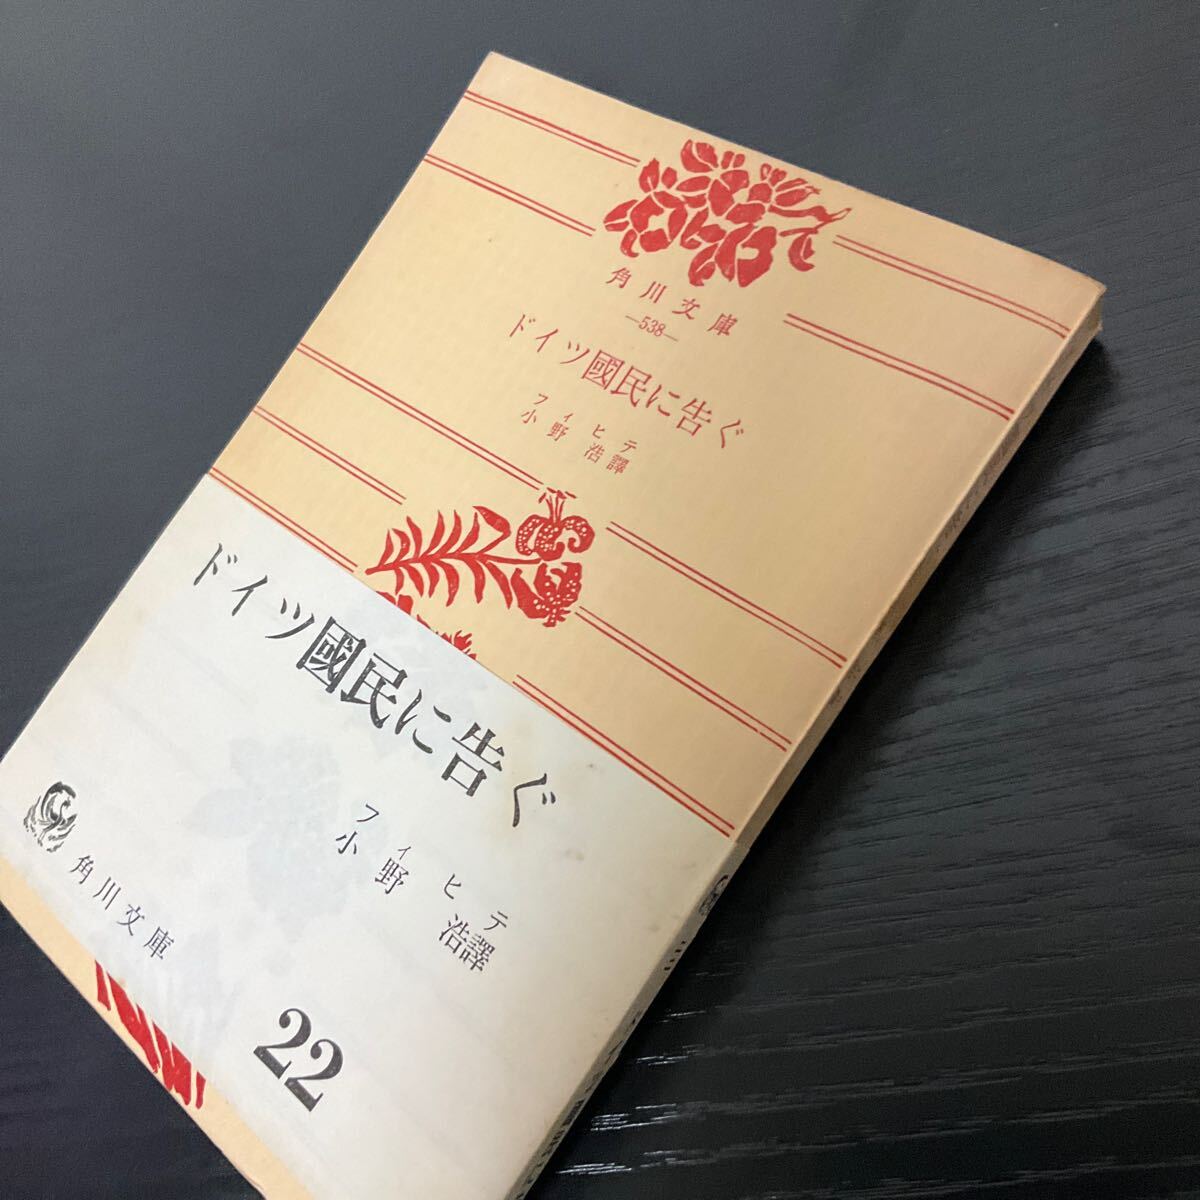 角川文庫
—538—
ドイツ國民に告ぐ
フィヒテ
小野浩譯
ドイツ國民に告ぐ
フィヒテ
小野浩譯
角川文庫
22